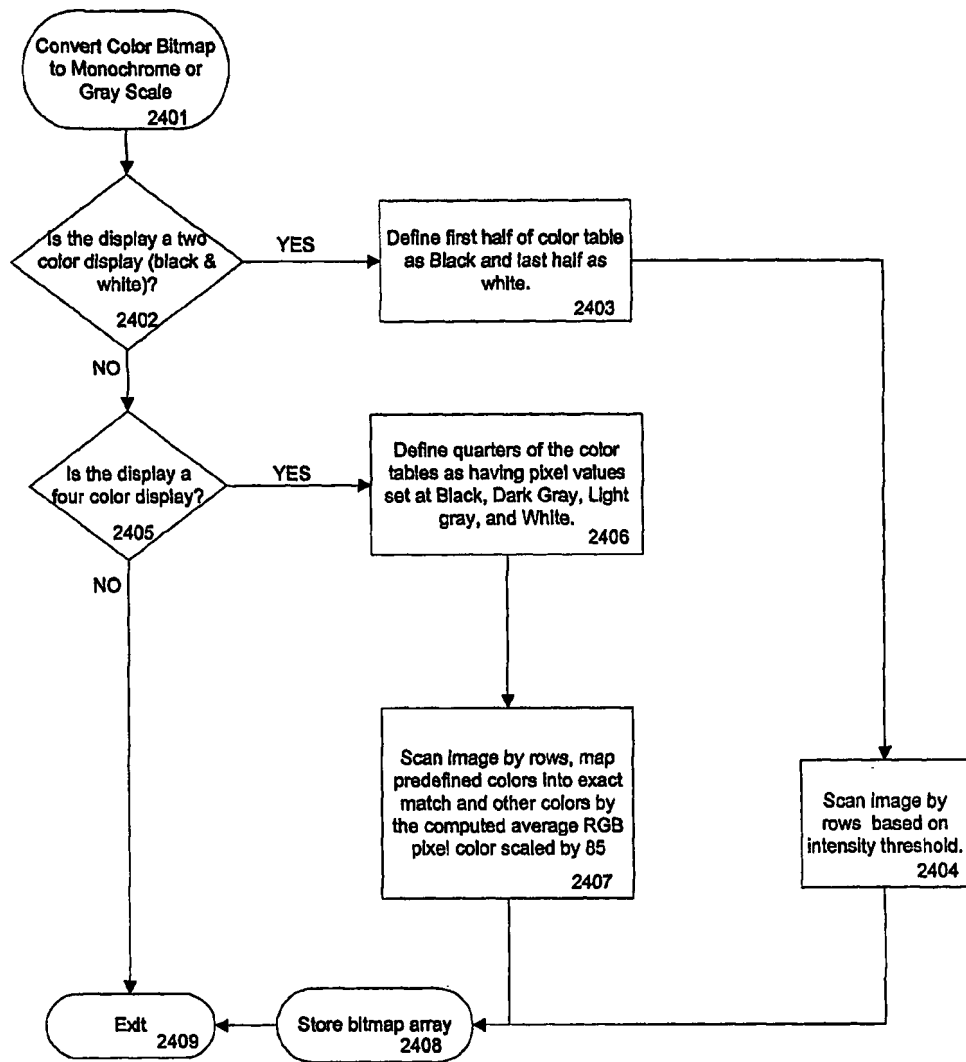 Convert Color Bitmap
to Monochrome or
Gray Scale
2401
Is the display a two
color display (black &
white)?
2402
YES
Define first half of color table
as Black and last half as
white.
2403
NO
Is the display a
four color display?
2405
YES
Define quarters of the color
tables as having pixel values
set at Black, Dark Gray, Light
gray, and White.
2406
NO
Scan image by rows, map
predefined colors into exact
match and other colors by
the computed average RGB
pixel color scaled by 85
2407
Scan image by
rows based on
intensity threshold.
2404
Exit
2409
Store bitmap array
2408